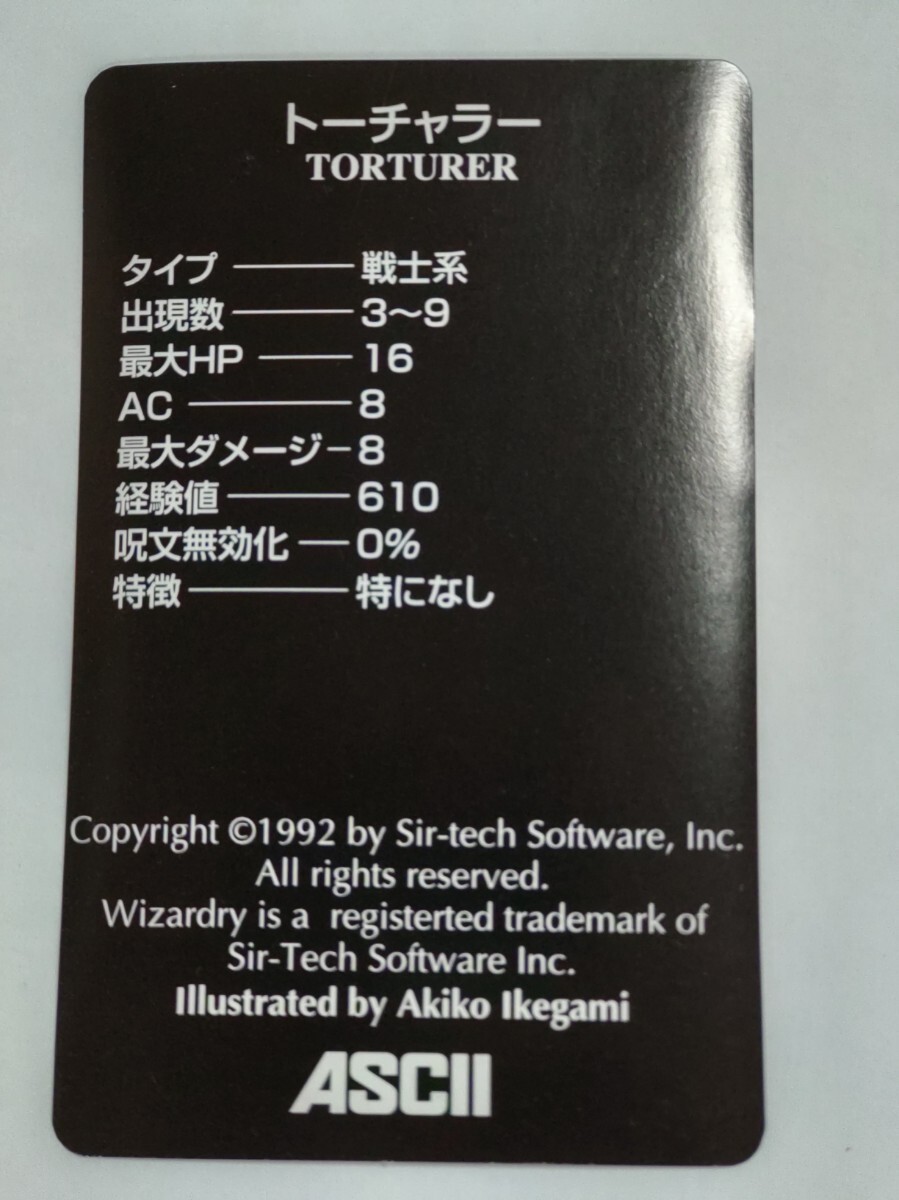 トーチャラー
TORTURER
タイプ ――― 戦士系
出現数 ――― 3〜9
最大HP ―― 16
AC ―――― 8
最大ダメージ ― 8
経験値 ――― 610
呪文無効化 ― 0%
特徴 ―――― 特になし
Copyright ©1992 by Sir-tech Software, Inc.
All rights reserved.
Wizardry is a registerted trademark of
Sir-Tech Software Inc.
Illustrated by Akiko Ikegami
ASCII